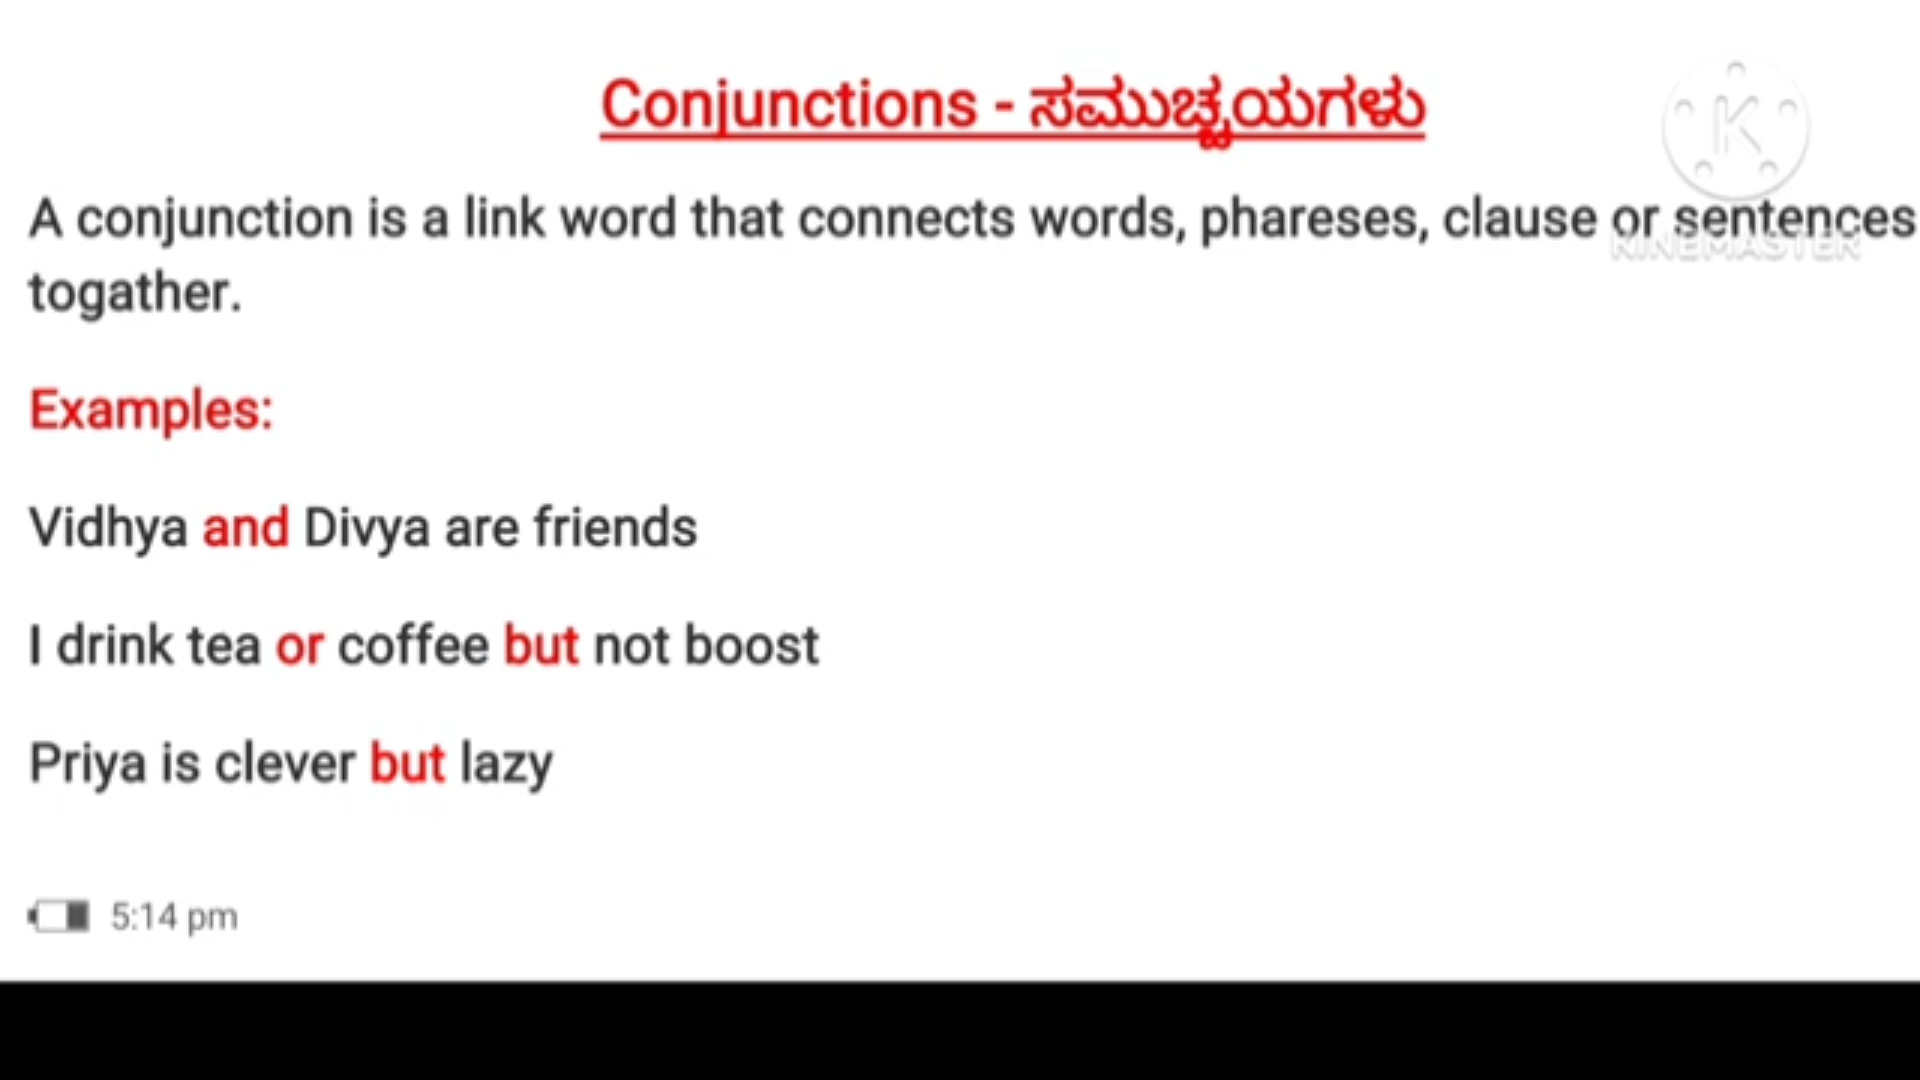 Conjunctions - ಸಮುಚ್ಚಯಗಳು
A conjunction is a link word that connects words, phareses, clause or sentences
togather.
Examples:
Vidhya and Divya are friends
I drink tea or coffee but not boost
Priya is clever but lazy
5:14 pm
K
KINEMASTER